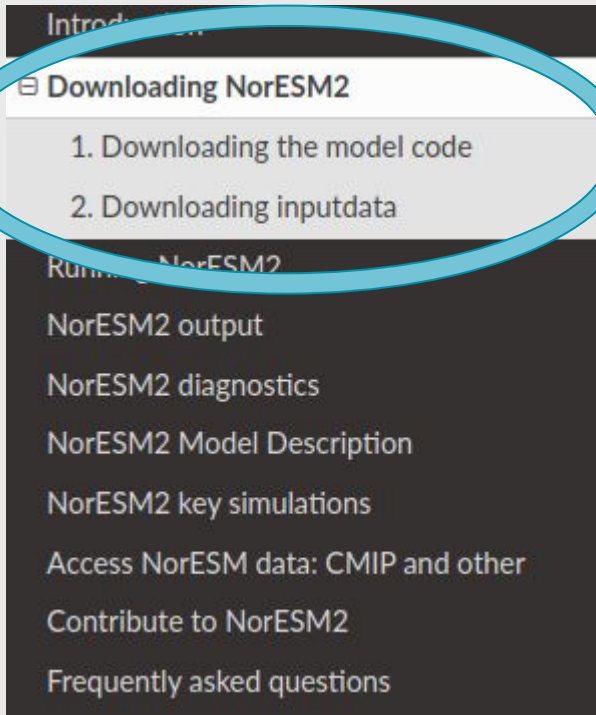 Downloading NorESM2
1. Downloading the model code
2. Downloading inputdata
NorESM2
NorESM2 output
NorESM2 diagnostics
NorESM2 Model Description
NorESM2 key simulations
Access NorESM data: CMIP and other
Contribute to NorESM2
Frequently asked questions